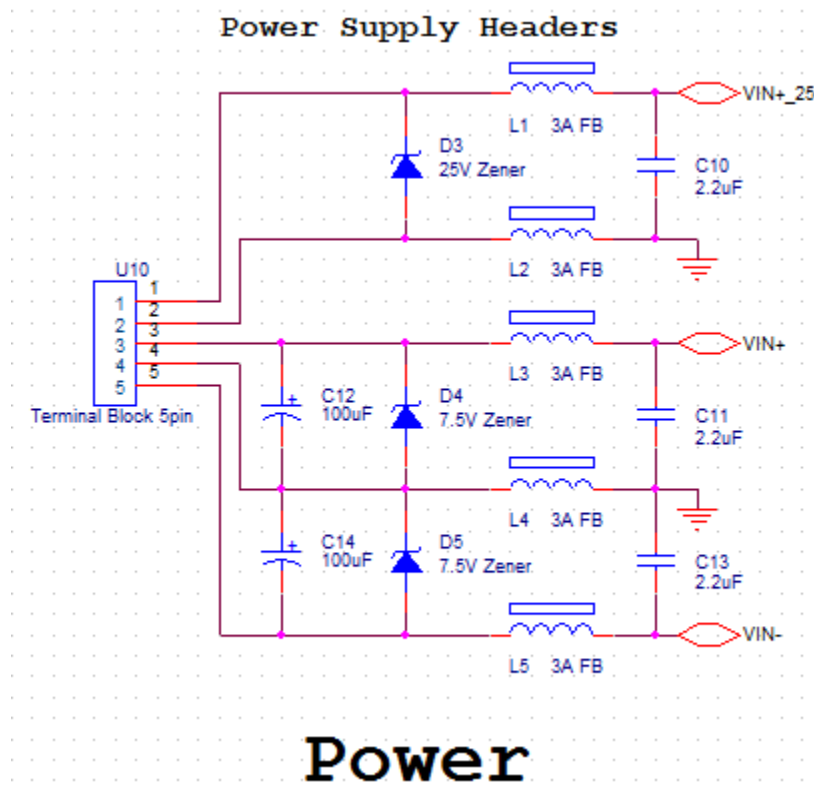 Power Supply Headers
VIN+_25
L1 3A FB
D3
25V Zener
C10
2.2uF
L2 3A FB
U10
1
2
3
4
5
1
2
3
4
5
Terminal Block 5pin
VIN+
L3 3A FB
C12
100uF
+
D4
7.5V Zener
C11
2.2uF
L4 3A FB
C14
100uF
+
D5
7.5V Zener
C13
2.2uF
VIN-
L5 3A FB
Power